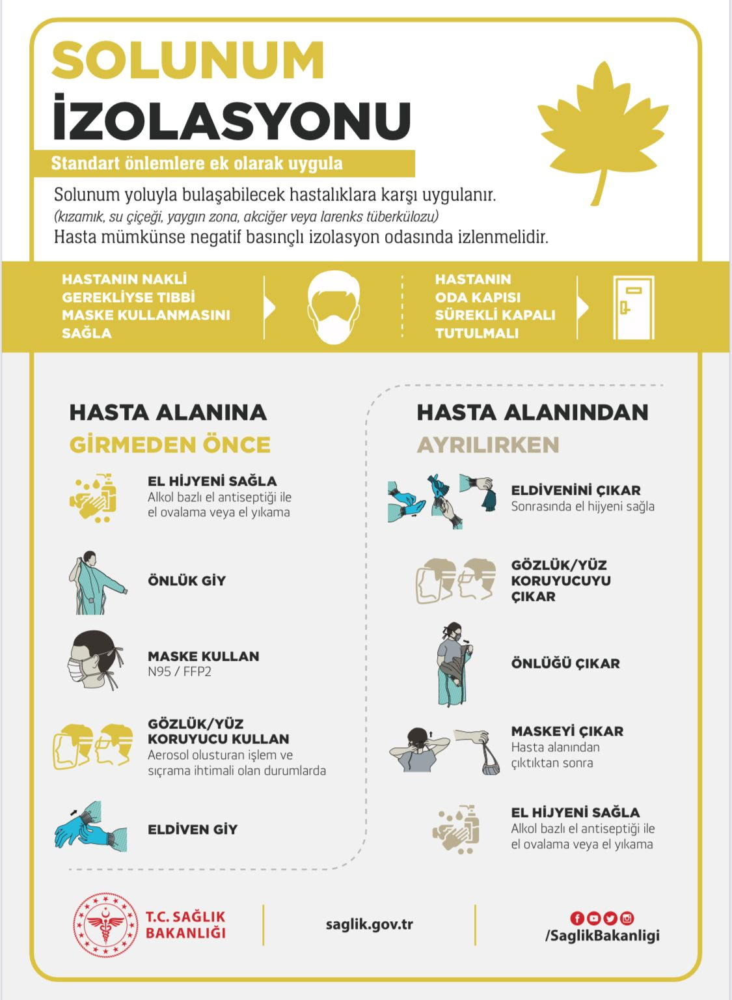 SOLUNUM
İZOLASYONU
Standart önlemlere ek olarak uygula
Solunum yoluyla bulaşabilecek hastalıklara karşı uygulanır.
(kızamık, su çiçeği, yaygın zona, akciğer veya larenks tüberkülozu)
Hasta mümkünse negatif basınçlı izolasyon odasında izlenmelidir.
HASTANIN NAKLİ
GEREKLİYSE TIBBİ
MASKE KULLANMASINI
SAĞLA
HASTANIN
ODA KAPISI
SÜREKLİ KAPALI
TUTULMALI
HASTA ALANINA
GİRMEDEN ÖNCE
EL HİJYENİ SAĞLA
Alkol bazlı el antiseptiği ile
el ovalama veya el yıkama
ÖNLÜK GİY
MASKE KULLAN
N95 / FFP2
GÖZLÜK/YÜZ
KORUYUCU KULLAN
Aerosol olusturan işlem ve
sıçrama ihtimali olan durumlarda
ELDİVEN GİY
HASTA ALANINDAN
AYRILIRKEN
ELDİVENİNİ ÇIKAR
Sonrasında el hijyeni sağla
GÖZLÜK/YÜZ
KORUYUCUYU
ÇIKAR
ÖNLÜĞÜ ÇIKAR
MASKEYİ ÇIKAR
Hasta alanından
çıktıktan sonra
EL HİJYENİ SAĞLA
Alkol bazlı el antiseptiği ile
el ovalama veya el yıkama
T.C. SAĞLIK
BAKANLIĞI
saglik.gov.tr
/SaglikBakanligi